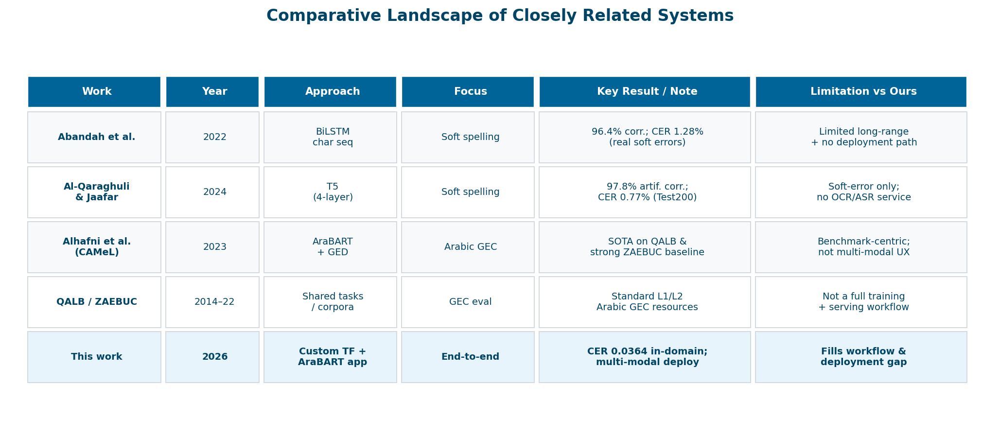 Comparative Landscape of Closely Related Systems
Work
Year
Approach
Focus
Key Result / Note
Limitation vs Ours
Abandah et al.
2022
BiLSTM
char seq
Soft spelling
96.4% corr.; CER 1.28%
(real soft errors)
Limited long-range
+ no deployment path
Al-Qaraghuli
& Jaafar
2024
T5
(4-layer)
Soft spelling
97.8% artif. corr.;
CER 0.77% (Test200)
Soft-error only;
no OCR/ASR service
Alhafni et al.
(CAMeL)
2023
AraBART
+ GED
Arabic GEC
SOTA on QALB &
strong ZAEBUC baseline
Benchmark-centric;
not multi-modal UX
QALB / ZAEBUC
2014–22
Shared tasks
/ corpora
GEC eval
Standard L1/L2
Arabic GEC resources
Not a full training
+ serving workflow
This work
2026
Custom TF +
AraBART app
End-to-end
CER 0.0364 in-domain;
multi-modal deploy
Fills workflow &
deployment gap